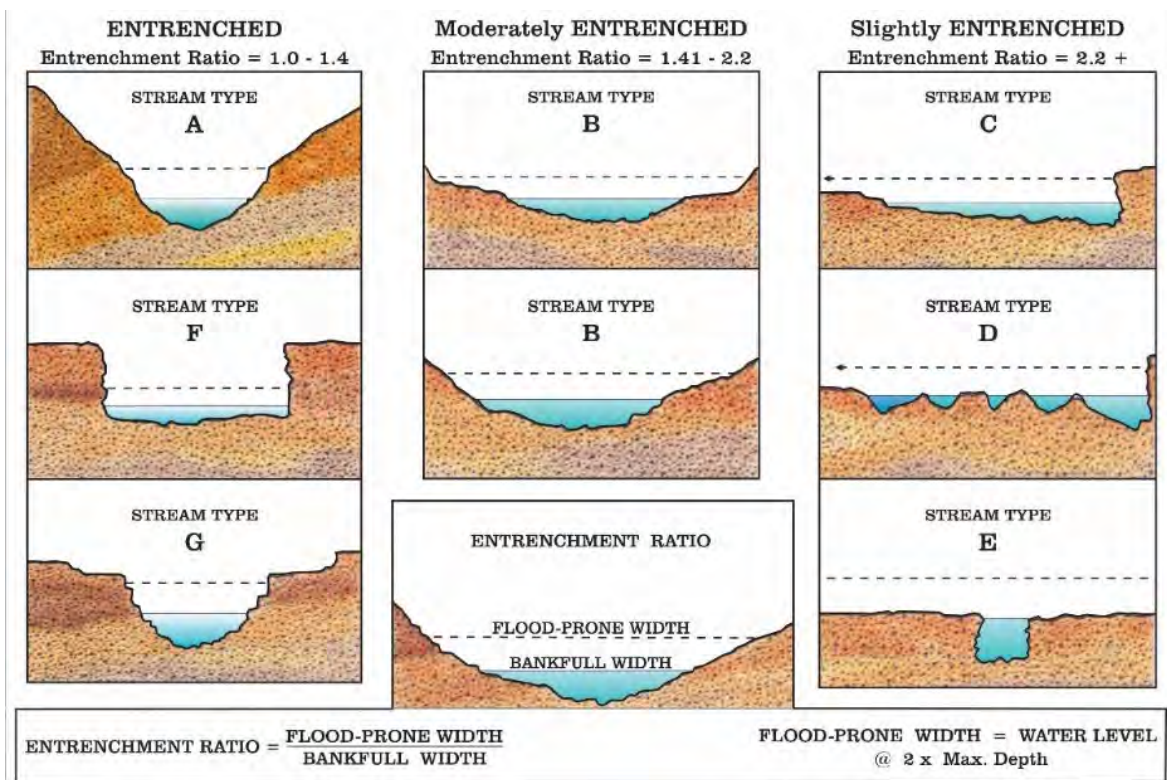 ENTRENCHED
Entrenchment Ratio = 1.0 - 1.4
STREAM TYPE
A
STREAM TYPE
F
STREAM TYPE
G
Moderately ENTRENCHED
Entrenchment Ratio = 1.41 - 2.2
STREAM TYPE
B
STREAM TYPE
B
ENTRENCHMENT RATIO
FLOOD-PRONE WIDTH
BANKFULL WIDTH
Slightly ENTRENCHED
Entrenchment Ratio = 2.2 +
STREAM TYPE
C
STREAM TYPE
D
STREAM TYPE
E
ENTRENCHMENT RATIO = FLOOD-PRONE WIDTH
BANKFULL WIDTH
FLOOD-PRONE WIDTH = WATER LEVEL
@ 2 x Max. Depth